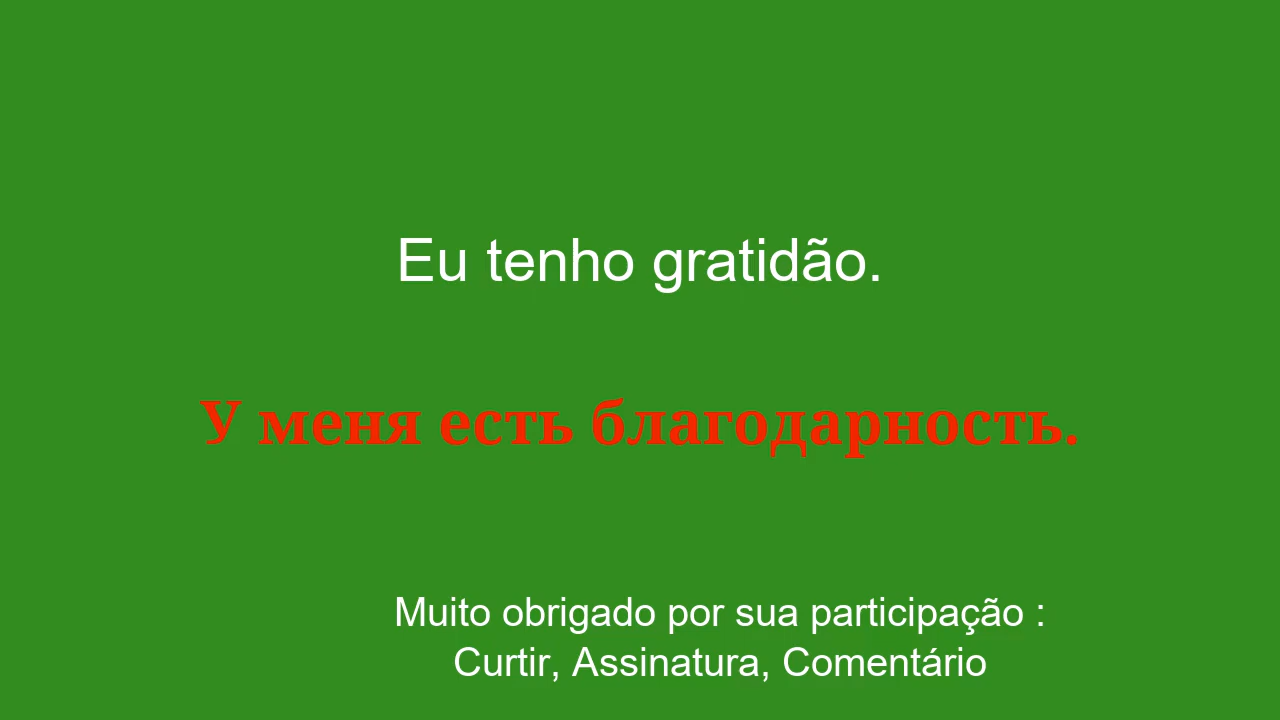 Eu tenho gratidão.
У меня есть благодарность.
Muito obrigado por sua participação :
Curtir, Assinatura, Comentário